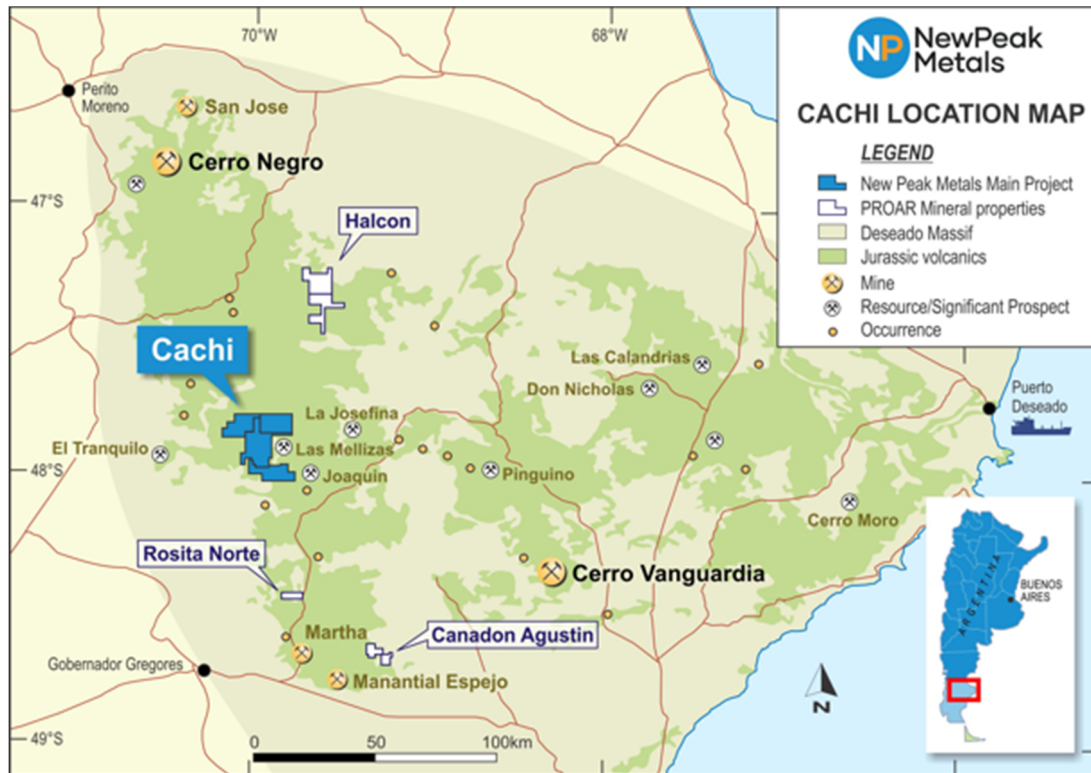 70°W
68°W
NP NewPeak
Metals
CACHI LOCATION MAP
LEGEND
New Peak Metals Main Project
PROAR Mineral properties
Deseado Massif
Jurassic volcanics
Mine
Resource/Significant Prospect
Occurrence
Perito
Moreno
San Jose
Cerro Negro
47°S
Halcon
Cachi
Las Calandrias
Don Nicholas
Puerto
Deseado
La Josefina
El Tranquilo
Las Mellizas
48°S
Joaquin
Pinguino
Cerro Moro
Rosita Norte
Cerro Vanguardia
BUENOS
AIRES
ARGENTINA
Martha
Canadon Agustin
Gobernador Gregores
Manantial Espejo
N
49°S
0 50 100km